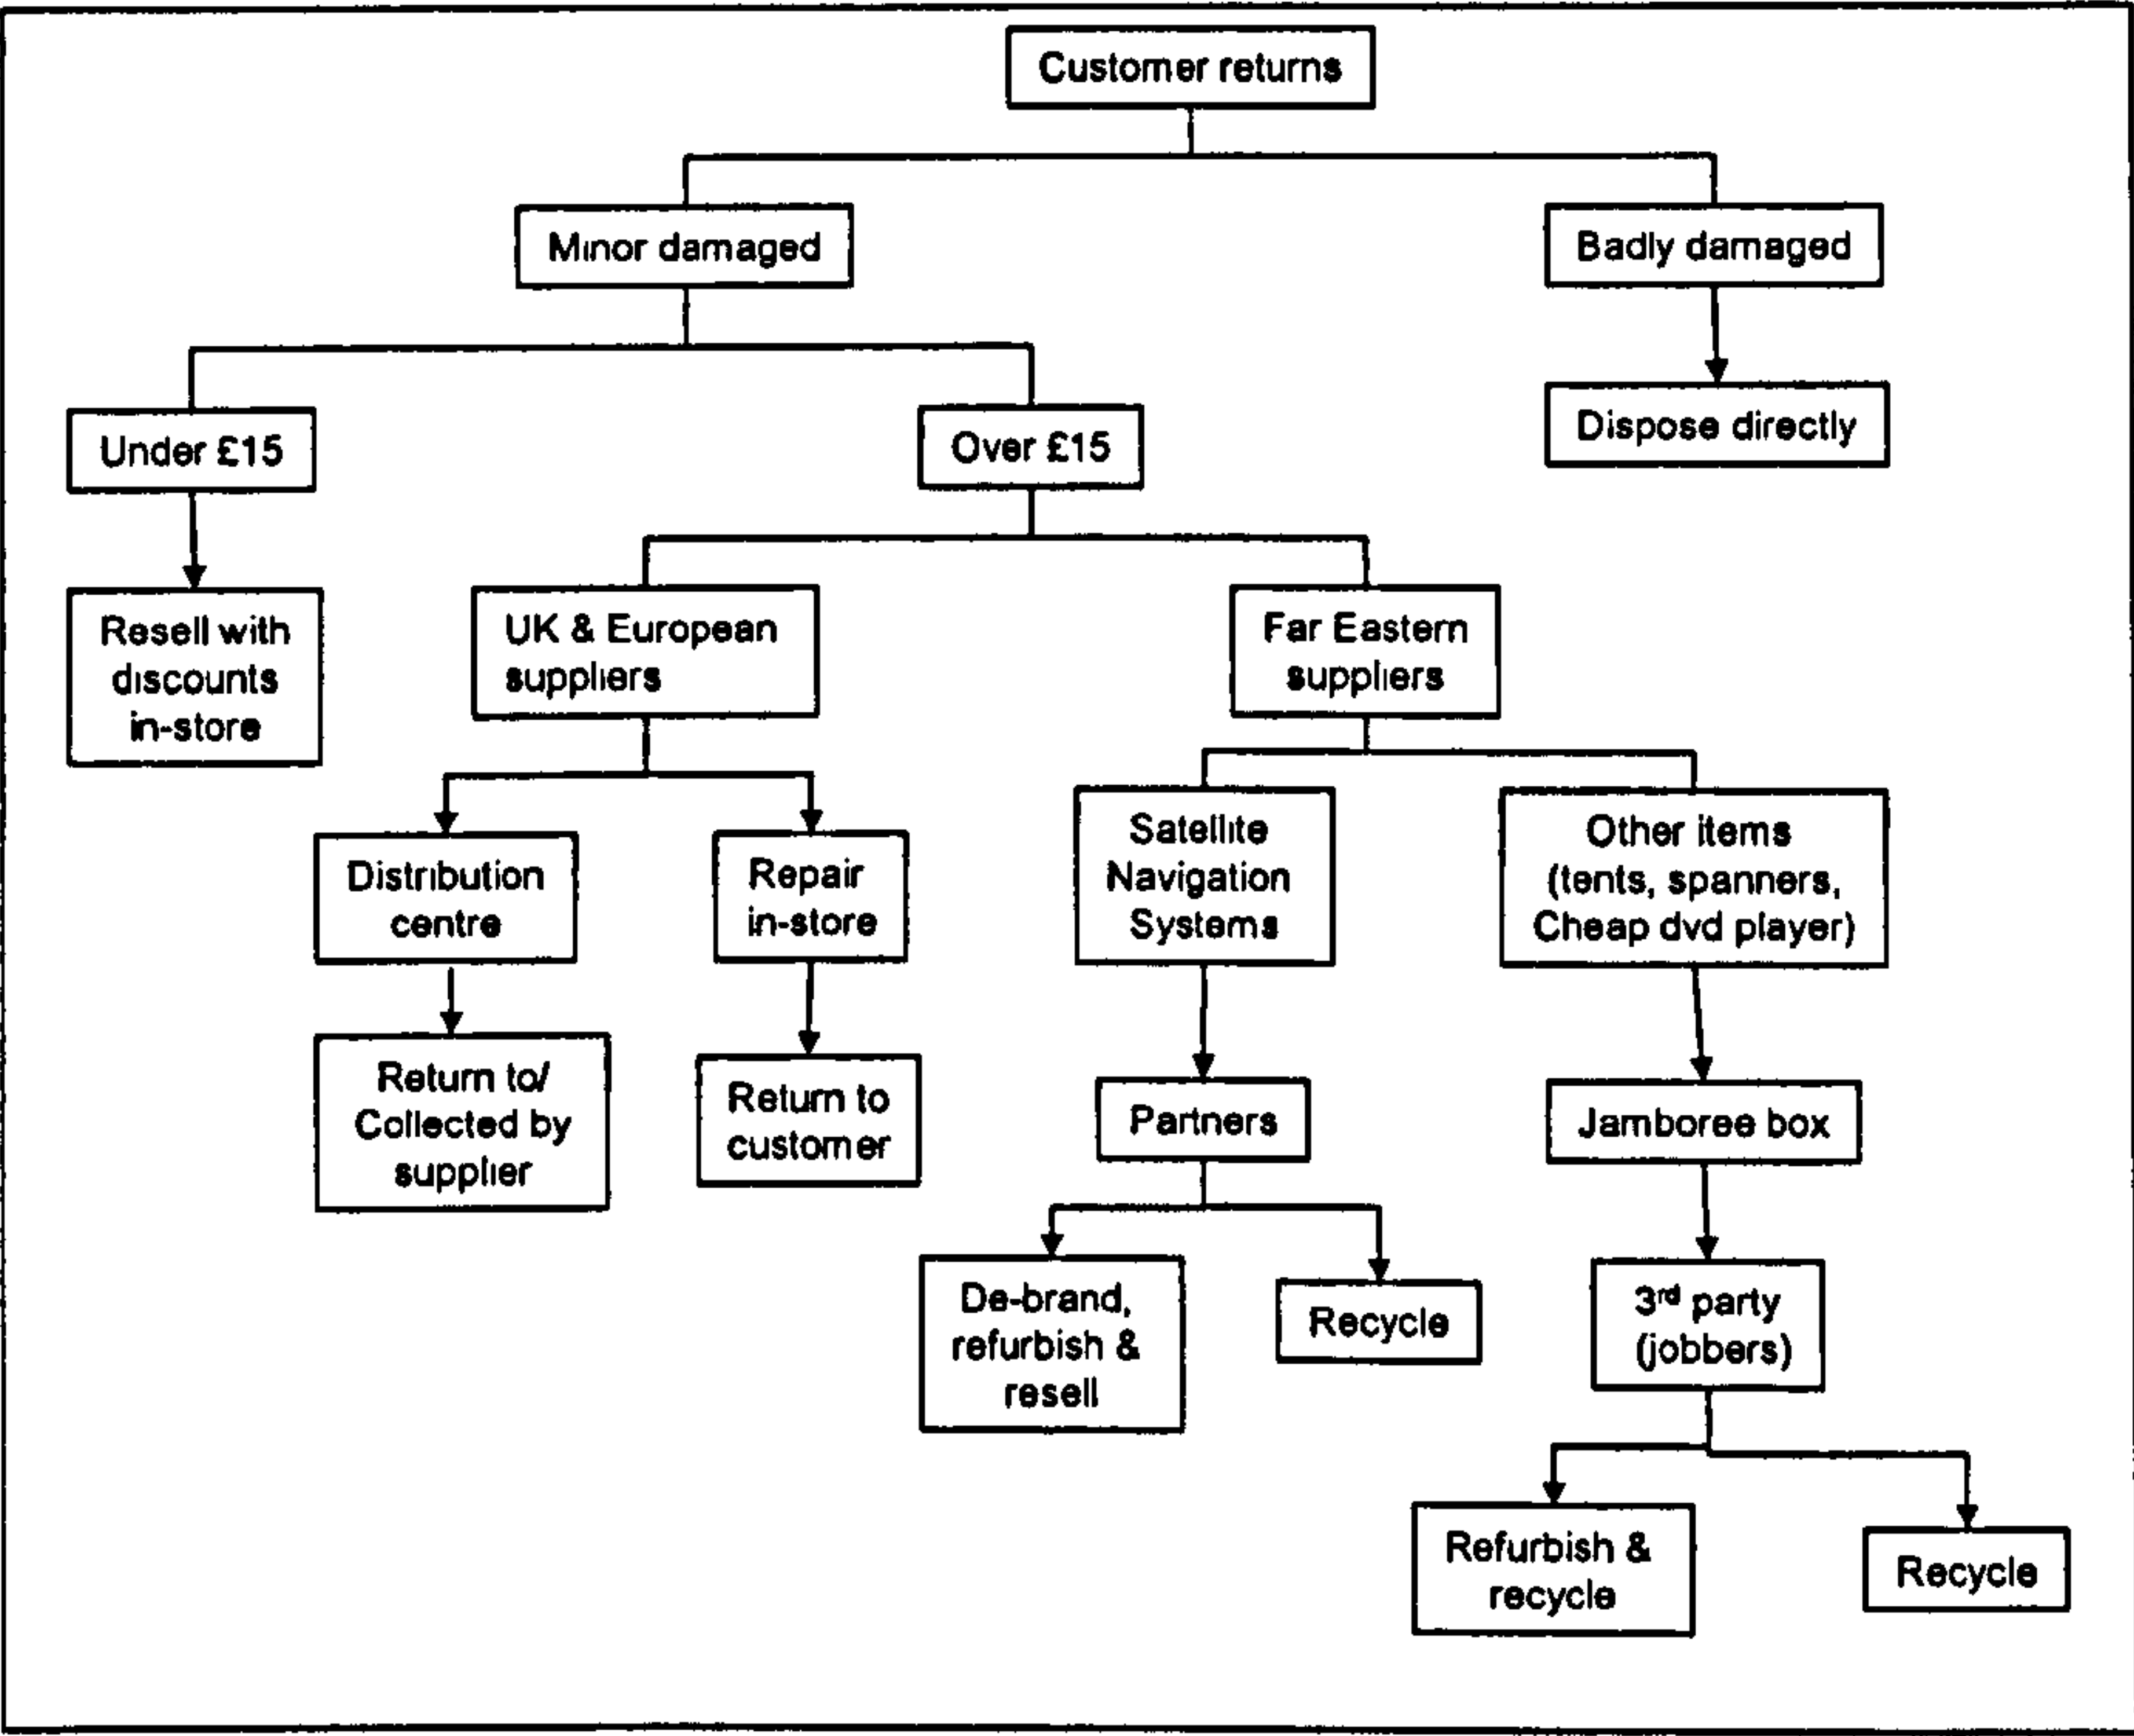 Customer returns
Minor damaged
Badly damaged
Under £15
Over £15
Dispose directly
Resell with
discounts
in-store
UK & European
suppliers
Far Eastern
suppliers
Distribution
centre
Repair
in-store
Satellite
Navigation
Systems
Other items
(tents, spanners,
Cheap dvd player)
Return to/
Collected by
supplier
Return to
customer
Partners
Jamboree box
De-brand,
refurbish &
resell
Recycle
3rd party
(jobbers)
Refurbish &
recycle
Recycle